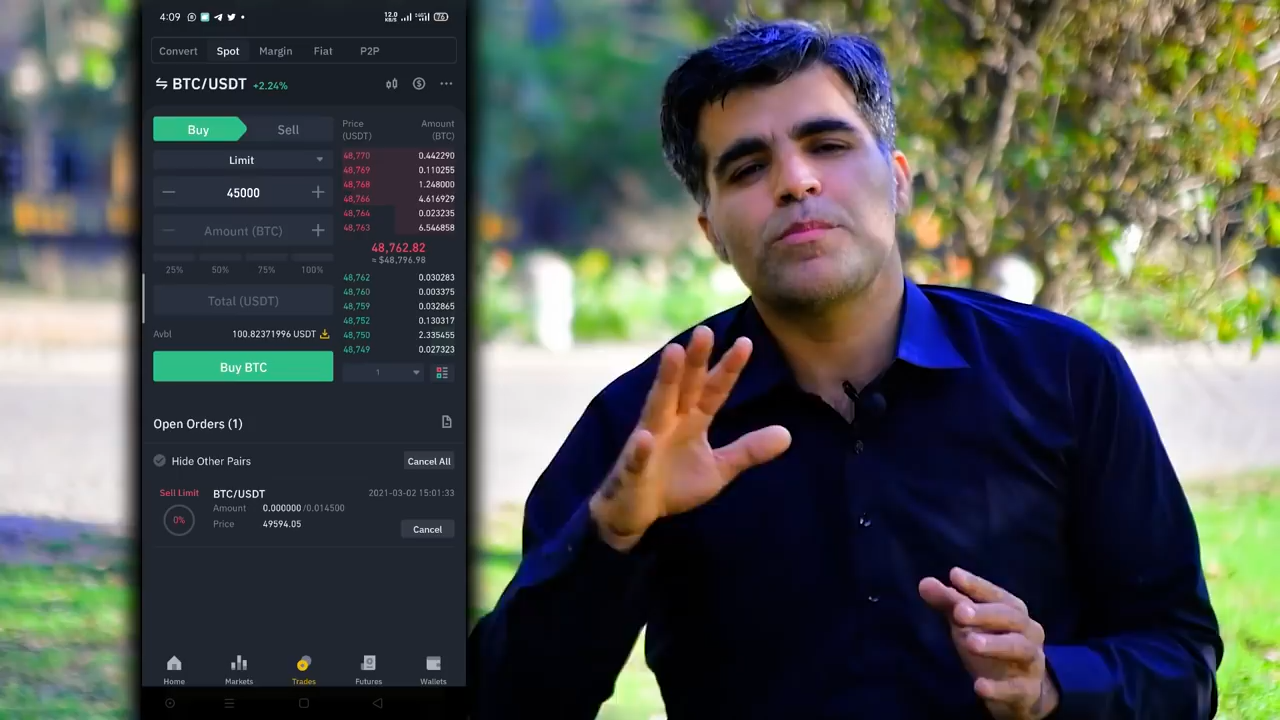 4:09
12.0 KB/S
76
Convert Spot Margin Fiat P2P
BTC/USDT +2.24%
Buy Sell
Limit
45000
Amount (BTC)
25% 50% 75% 100%
Total (USDT)
Avbl 100.82371996 USDT
Buy BTC
Price (USDT) Amount (BTC)
48,770 0.442290
48,769 0.110255
48,768 1.248000
48,766 4.616929
48,764 0.023235
48,763 6.546858
48,762.82
≈ $48,796.98
48,762 0.030283
48,760 0.003375
48,759 0.032865
48,752 0.130317
48,750 2.335455
48,749 0.027323
1
Open Orders (1)
Hide Other Pairs Cancel All
Sell Limit BTC/USDT 2021-03-02 15:01:33
Amount 0.000000/0.014500
0% Price 49594.05 Cancel
Home Markets Trades Futures Wallets